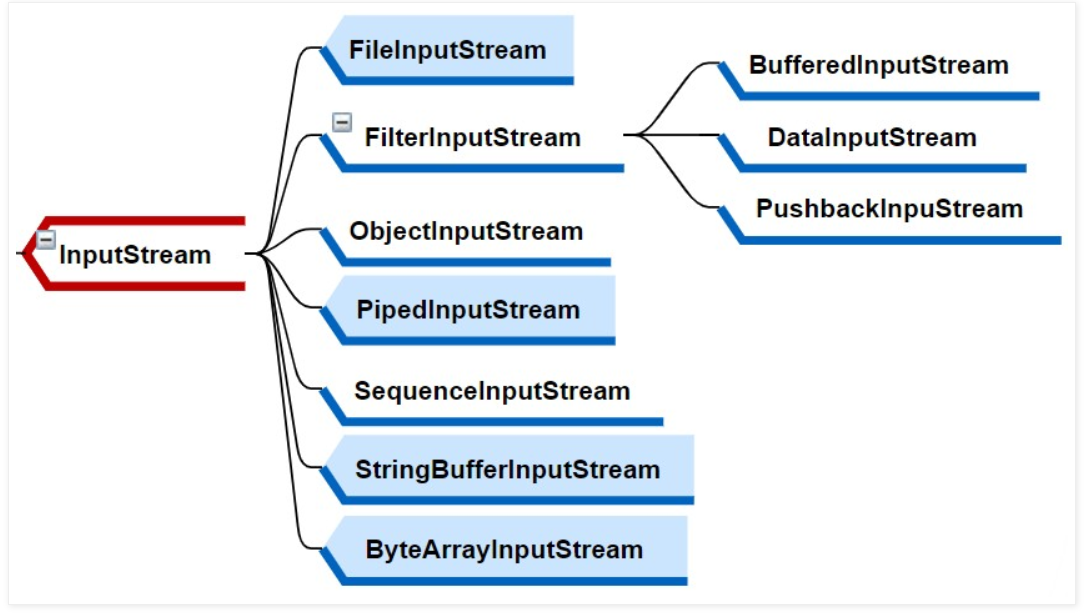 FileInputStream
BufferedInputStream
FilterInputStream
DataInputStream
PushbackInpuStream
ObjectInputStream
InputStream
PipedInputStream
SequenceInputStream
StringBufferInputStream
ByteArrayInputStream